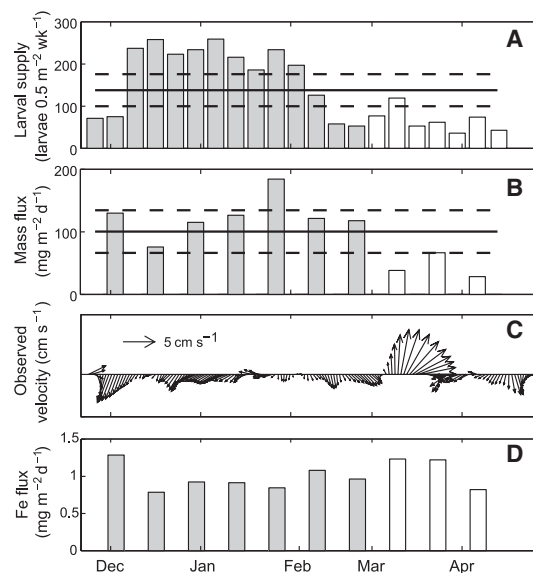 A
Larval supply
(larvae 0.5 m⁻² wk⁻¹)
300
200
100
0
B
Mass flux
(mg m⁻² d⁻¹)
200
100
0
C
Observed
velocity (cm s⁻¹)
5 cm s⁻¹
D
Fe flux
(mg m⁻² d⁻¹)
1.5
1
0.5
0
Dec Jan Feb Mar Apr